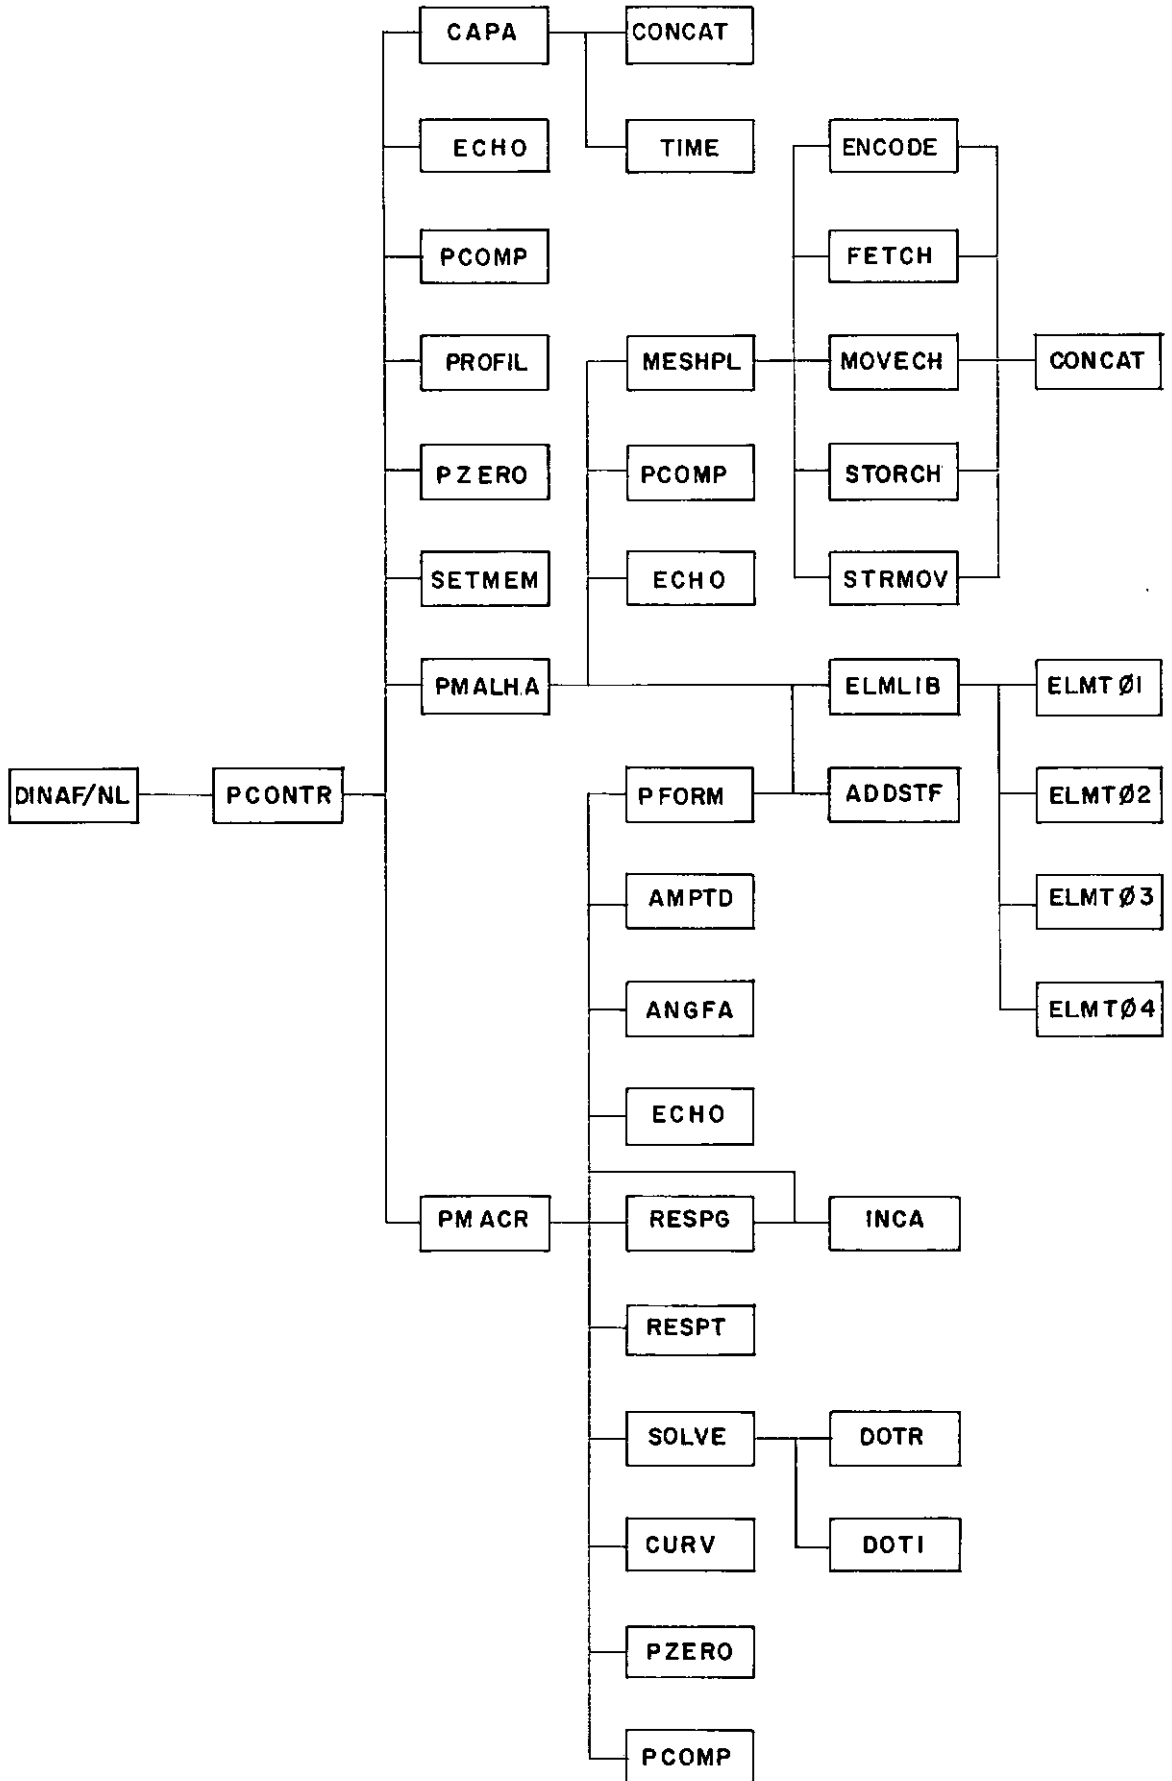 CAPA
CONCAT
ECHO
TIME
ENCODE
PCOMP
FETCH
PROFIL
MESHPL
MOVECH
CONCAT
PZERO
PCOMP
STORCH
SETMEM
ECHO
STRMOV
PMALHA
ELMLIB
ELMTØ1
DINAF/NL
PCONTR
PFORM
ADDSTF
ELMTØ2
AMPTD
ELMTØ3
ANGFA
ELMTØ4
ECHO
PMACR
RESPG
INCA
RESPT
SOLVE
DOTR
CURV
DOTI
PZERO
PCOMP